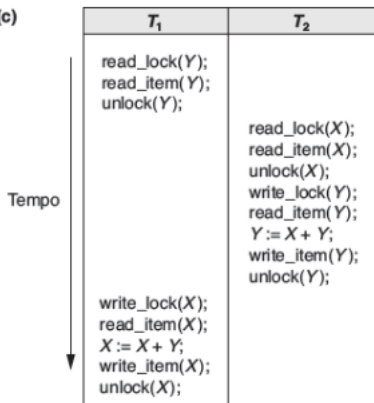 (c)
T1 T2
read_lock(Y);
read_item(Y);
unlock(Y);
read_lock(X);
read_item(X);
unlock(X);
write_lock(Y);
read_item(Y);
Y := X + Y;
write_item(Y);
unlock(Y);
Tempo
write_lock(X);
read_item(X);
X := X + Y;
write_item(X);
unlock(X);